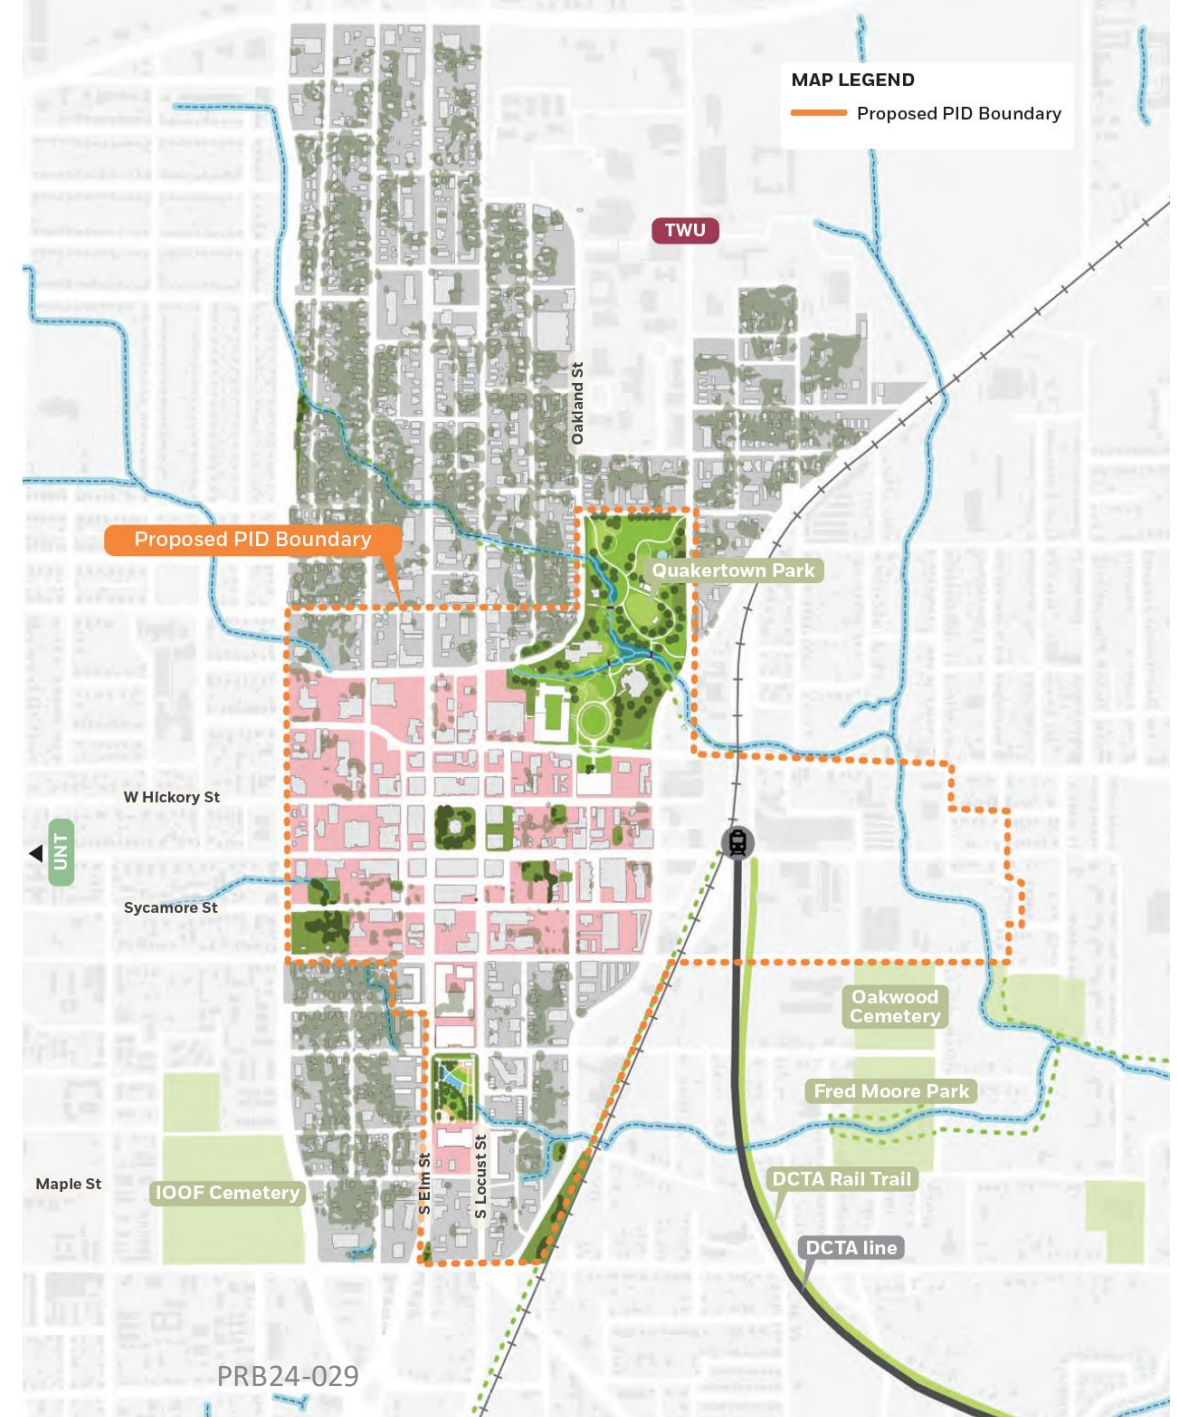 MAP LEGEND
Proposed PID Boundary
TWU
Oakland St
Proposed PID Boundary
Quakertown Park
W Hickory St
UNT
Sycamore St
Oakwood
Cemetery
Fred Moore Park
S Elm St
S Locust St
Maple St
IOOF Cemetery
DCTA Rail Trail
DCTA line
PRB24-029